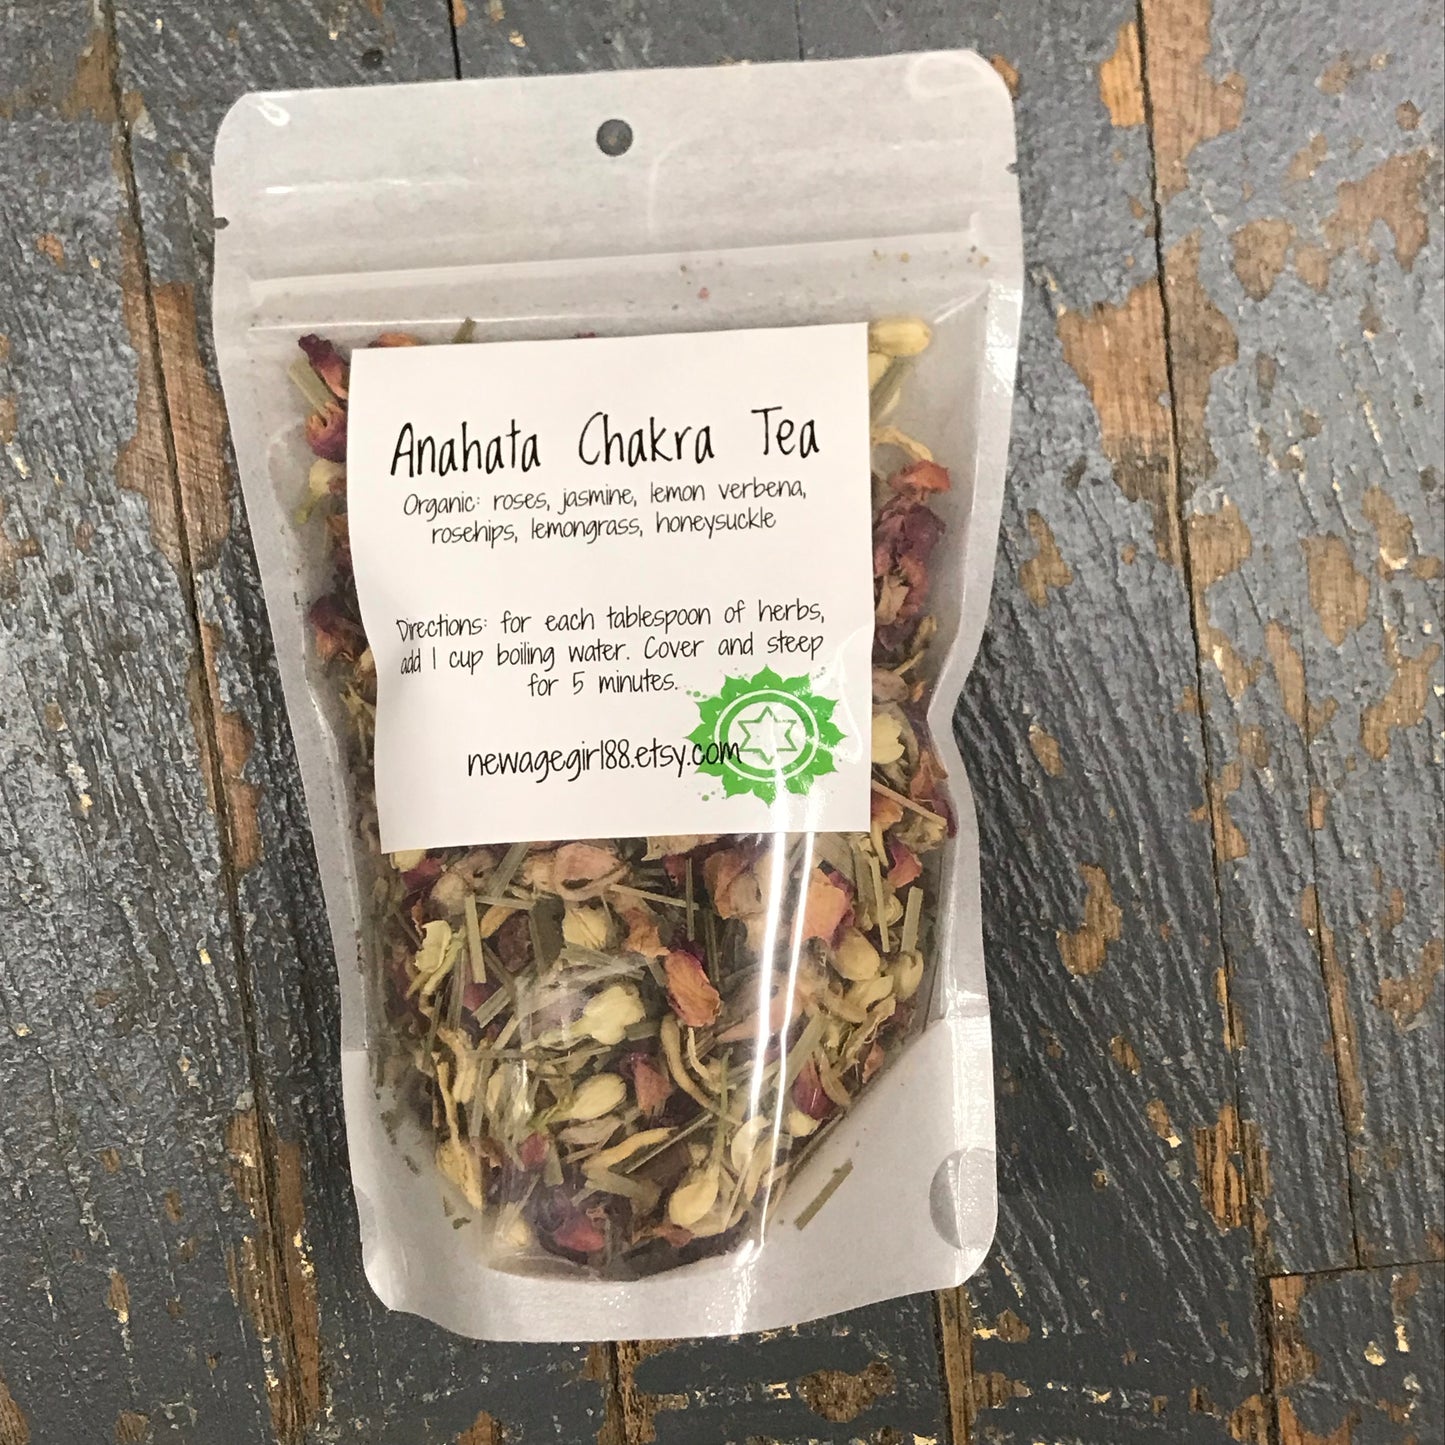 Anahata Chakra Tea
Organic: roses, jasmine, lemon verbena,
rosehips, lemongrass, honeysuckle
Directions: for each tablespoon of herbs,
add 1 cup boiling water. Cover and steep
for 5 minutes.
newagegirl88.etsy.com